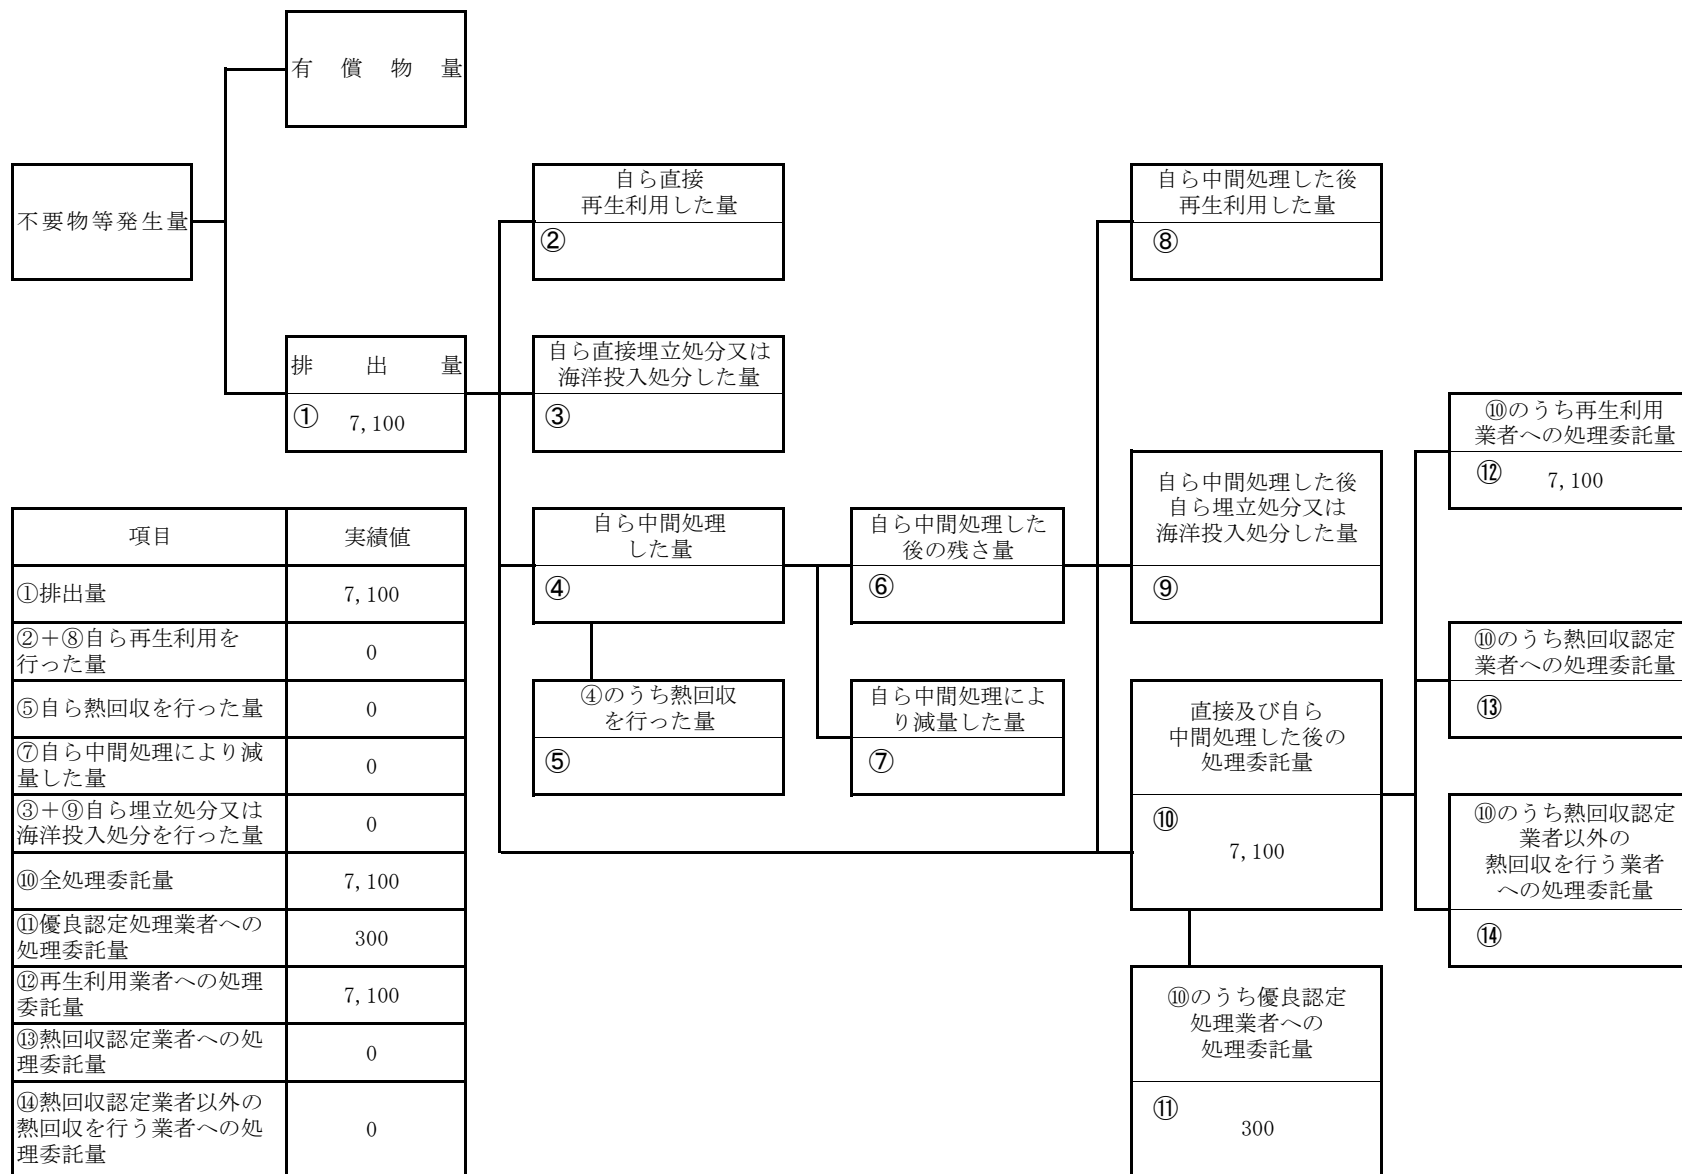 有償物量
不要物等発生量
排出量
① 7,100
自ら直接
再生利用した量
②
自ら直接埋立処分又は
海洋投入処分した量
③
自ら中間処理
した量
④
④のうち熱回収
を行った量
⑤
自ら中間処理した
後の残さ量
⑥
自ら中間処理によ
り減量した量
⑦
自ら中間処理した後
再生利用した量
⑧
自ら中間処理した後
自ら埋立処分又は
海洋投入処分した量
⑨
直接及び自ら
中間処理した後の
処理委託量
⑩
7,100
⑩のうち優良認定
処理業者への
処理委託量
⑪
300
⑩のうち再生利用
業者への処理委託量
⑫ 7,100
⑩のうち熱回収認定
業者への処理委託量
⑬
⑩のうち熱回収認定
業者以外の
熱回収を行う業者
への処理委託量
⑭
項目 実績値
①排出量 7,100
②+⑧自ら再生利用を
行った量 0
⑤自ら熱回収を行った量 0
⑦自ら中間処理により減
量した量 0
③+⑨自ら埋立処分又は
海洋投入処分を行った量 0
⑩全処理委託量 7,100
⑪優良認定処理業者への
処理委託量 300
⑫再生利用業者への処理
委託量 7,100
⑬熱回収認定業者への処
理委託量 0
⑭熱回収認定業者以外の
熱回収を行う業者への処
理委託量 0